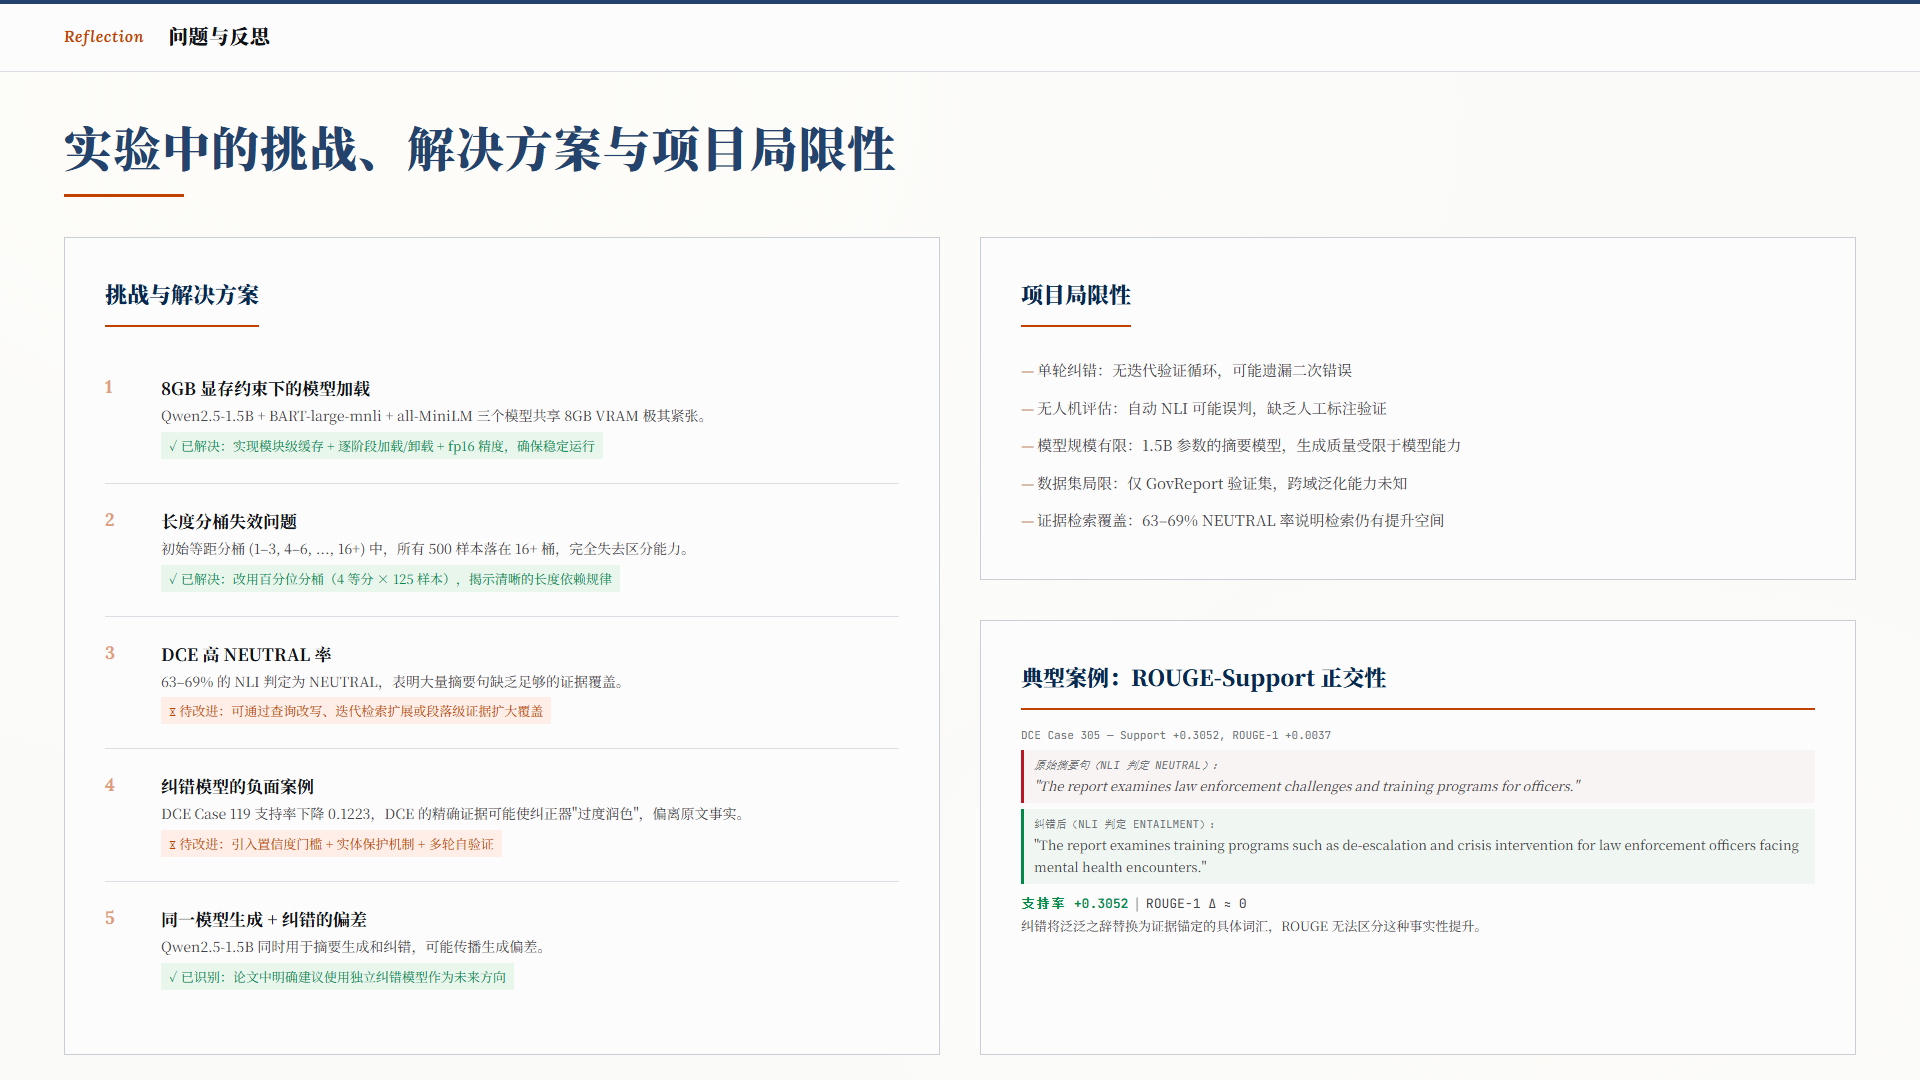 Reflection 问题与反思
实验中的挑战、解决方案与项目局限性
挑战与解决方案
1 8GB 显存约束下的模型加载
Qwen2.5-1.5B + BART-large-mnli + all-MiniLM 三个模型共享 8GB VRAM 极其紧张。
✓ 已解决：实现模块级缓存 + 逐阶段加载/卸载 + fp16 精度，确保稳定运行
2 长度分桶失效问题
初始等距分桶 (1–3, 4–6, ..., 16+) 中，所有 500 样本落在 16+ 桶，完全失去区分能力。
✓ 已解决：改用百分位分桶（4 等分 × 125 样本），揭示清晰的长度依赖规律
3 DCE 高 NEUTRAL 率
63–69% 的 NLI 判定为 NEUTRAL，表明大量摘要句缺乏足够的证据覆盖。
⧖ 待改进：可通过查询改写、迭代检索扩展或段落级证据扩大覆盖
4 纠错模型的负面案例
DCE Case 119 支持率下降 0.1223，DCE 的精确证据可能使纠正器"过度润色"，偏离原文事实。
⧖ 待改进：引入置信度门槛 + 实体保护机制 + 多轮自验证
5 同一模型生成 + 纠错的偏差
Qwen2.5-1.5B 同时用于摘要生成和纠错，可能传播生成偏差。
✓ 已识别：论文中明确建议使用独立纠错模型作为未来方向
项目局限性
— 单轮纠错：无迭代验证循环，可能遗漏二次错误
— 无人机评估：自动 NLI 可能误判，缺乏人工标注验证
— 模型规模有限：1.5B 参数的摘要模型，生成质量受限于模型能力
— 数据集局限：仅 GovReport 验证集，跨域泛化能力未知
— 证据检索覆盖：63–69% NEUTRAL 率说明检索仍有提升空间
典型案例：ROUGE-Support 正交性
DCE Case 305 — Support +0.3052, ROUGE-1 +0.0037
原始摘要句（NLI 判定 NEUTRAL）：
"The report examines law enforcement challenges and training programs for officers."
纠错后（NLI 判定 ENTAILMENT）：
"The report examines training programs such as de-escalation and crisis intervention for law enforcement officers facing
mental health encounters."
支持率 +0.3052 | ROUGE-1 Δ ≈ 0
纠错将泛泛之辞替换为证据锚定的具体词汇，ROUGE 无法区分这种事实性提升。